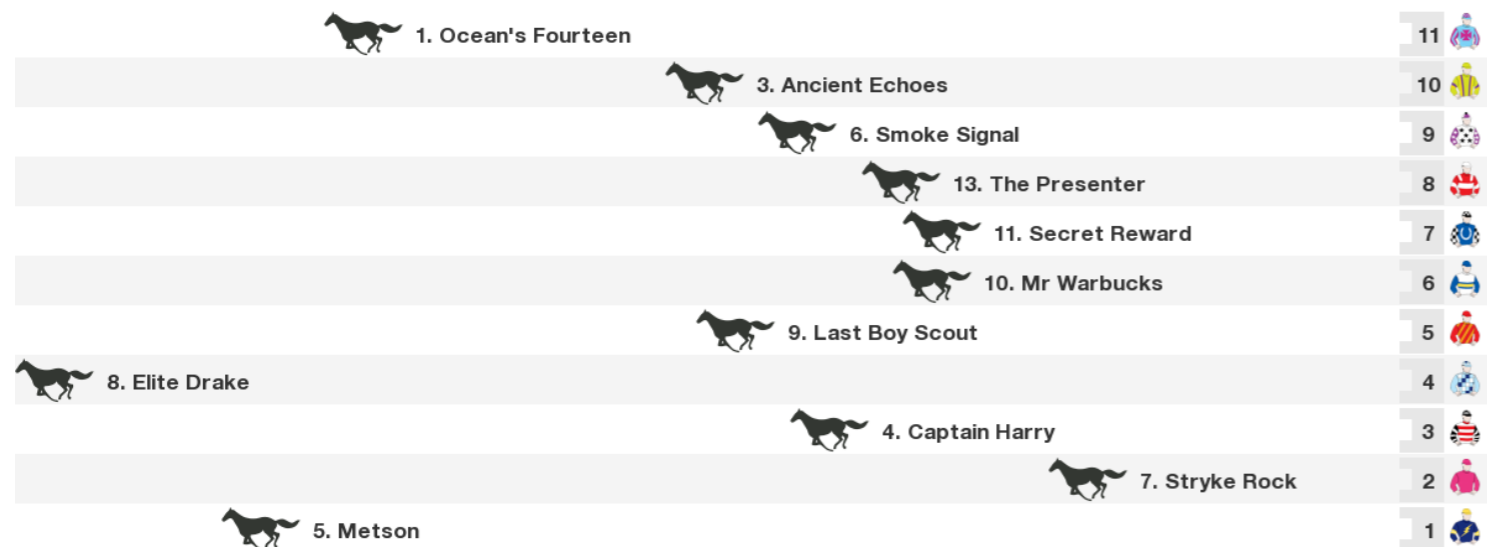 1. Ocean's Fourteen 11
3. Ancient Echoes 10
6. Smoke Signal 9
13. The Presenter 8
11. Secret Reward 7
10. Mr Warbucks 6
9. Last Boy Scout 5
8. Elite Drake 4
4. Captain Harry 3
7. Stryke Rock 2
5. Metson 1